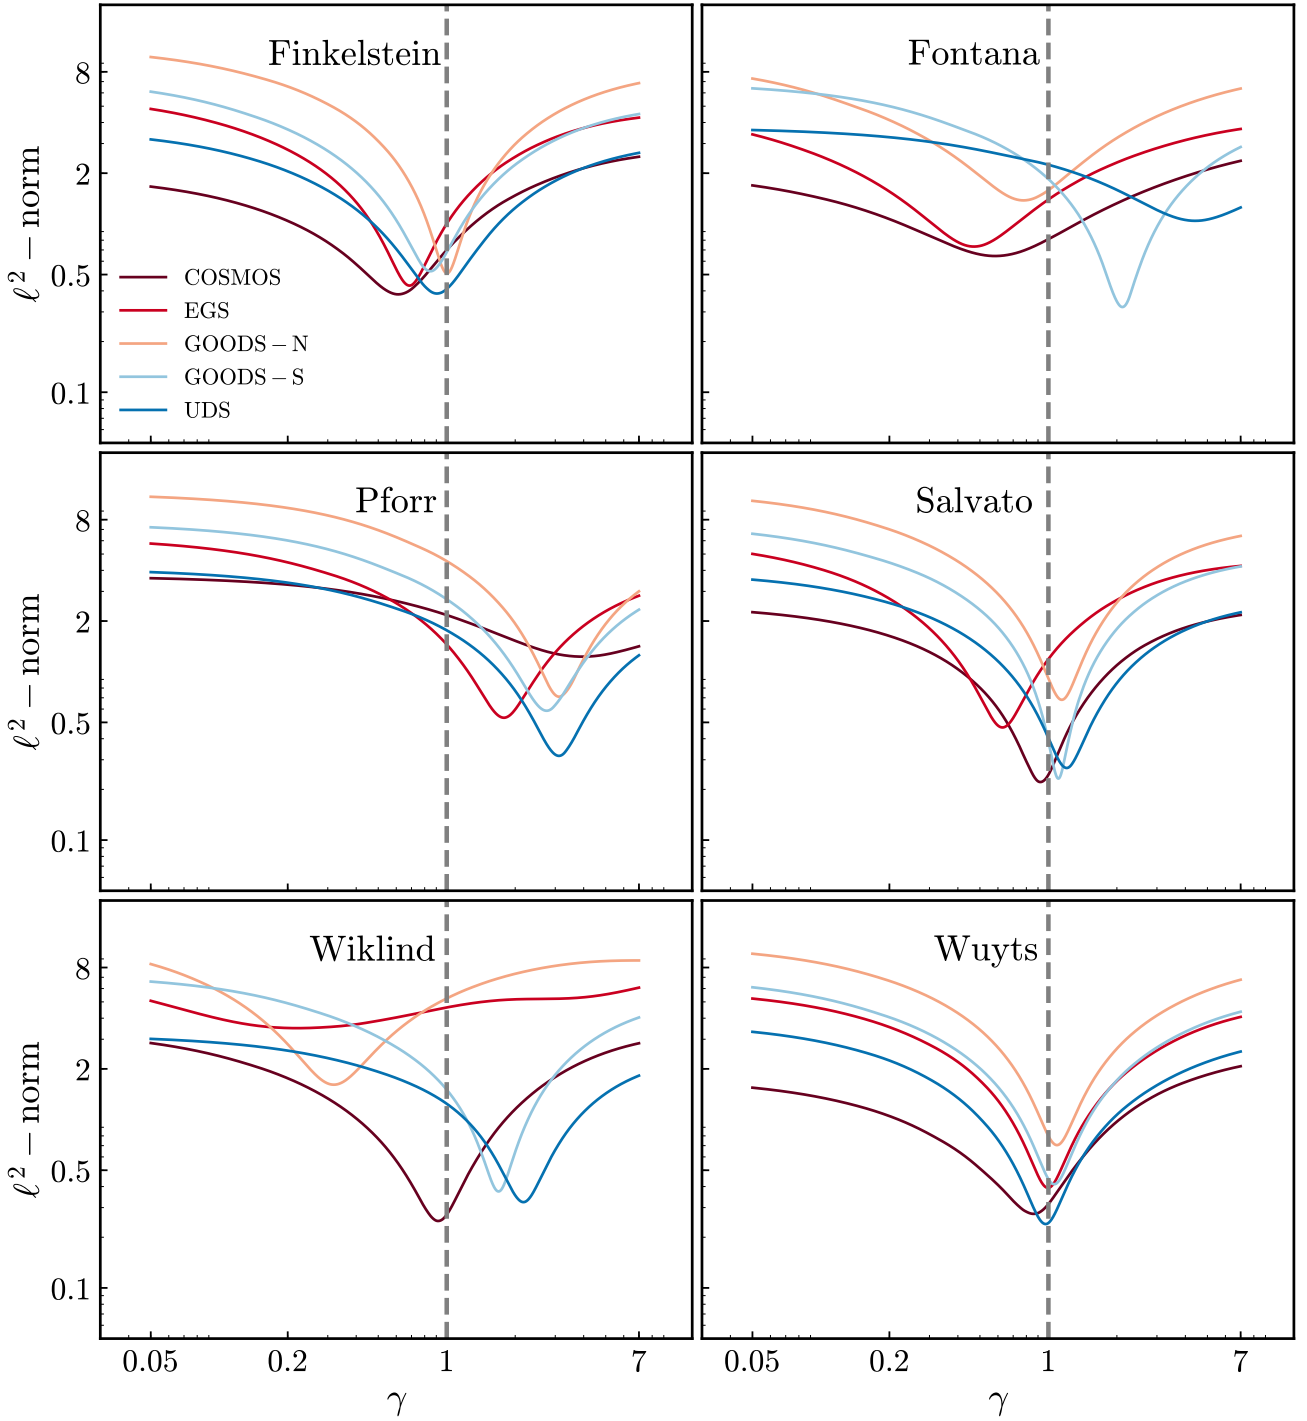 Finkelstein
8
2
0.5
0.1
ℓ² − norm
COSMOS
EGS
GOODS − N
GOODS − S
UDS
Fontana
Pforr
8
2
0.5
0.1
ℓ² − norm
Salvato
Wiklind
8
2
0.5
0.1
ℓ² − norm
0.05 0.2 1 7
γ
Wuyts
0.05 0.2 1 7
γ